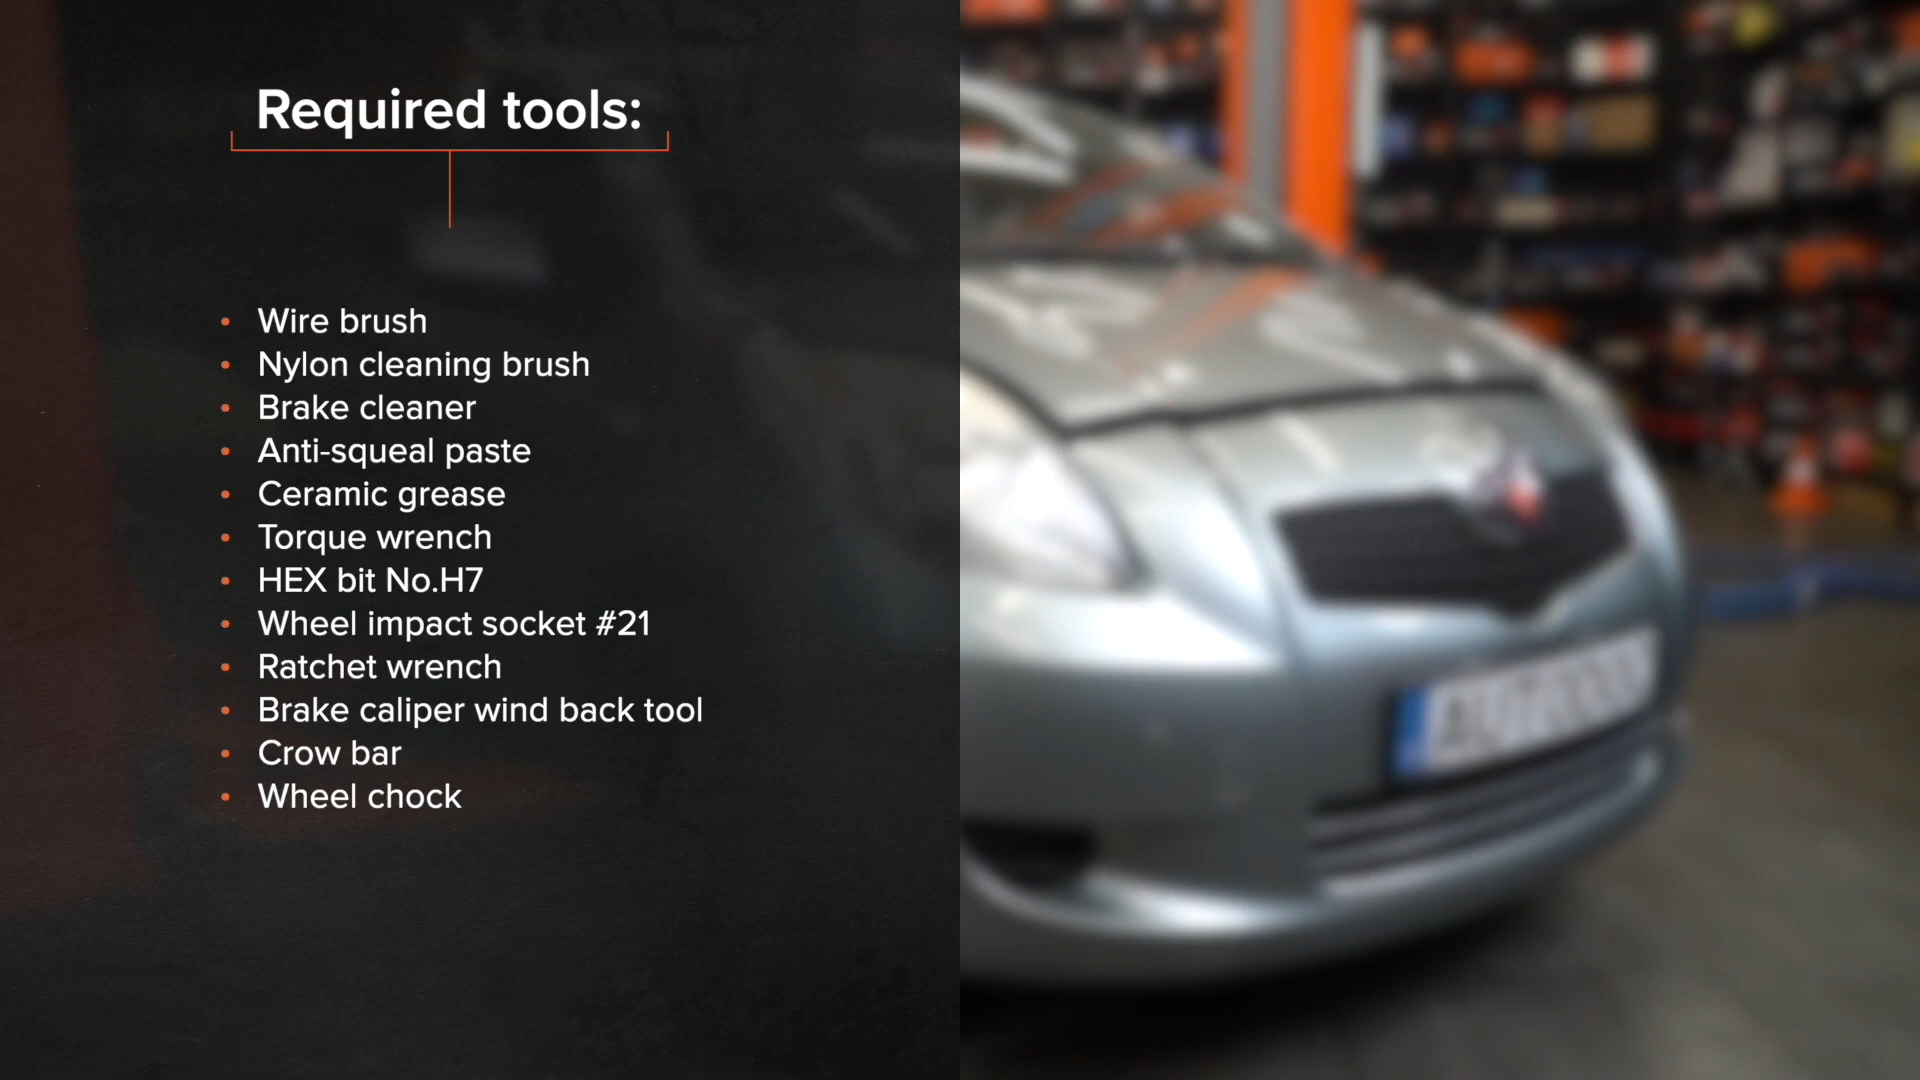 Required tools:
• Wire brush
• Nylon cleaning brush
• Brake cleaner
• Anti-squeal paste
• Ceramic grease
• Torque wrench
• HEX bit No.H7
• Wheel impact socket #21
• Ratchet wrench
• Brake caliper wind back tool
• Crow bar
• Wheel chock